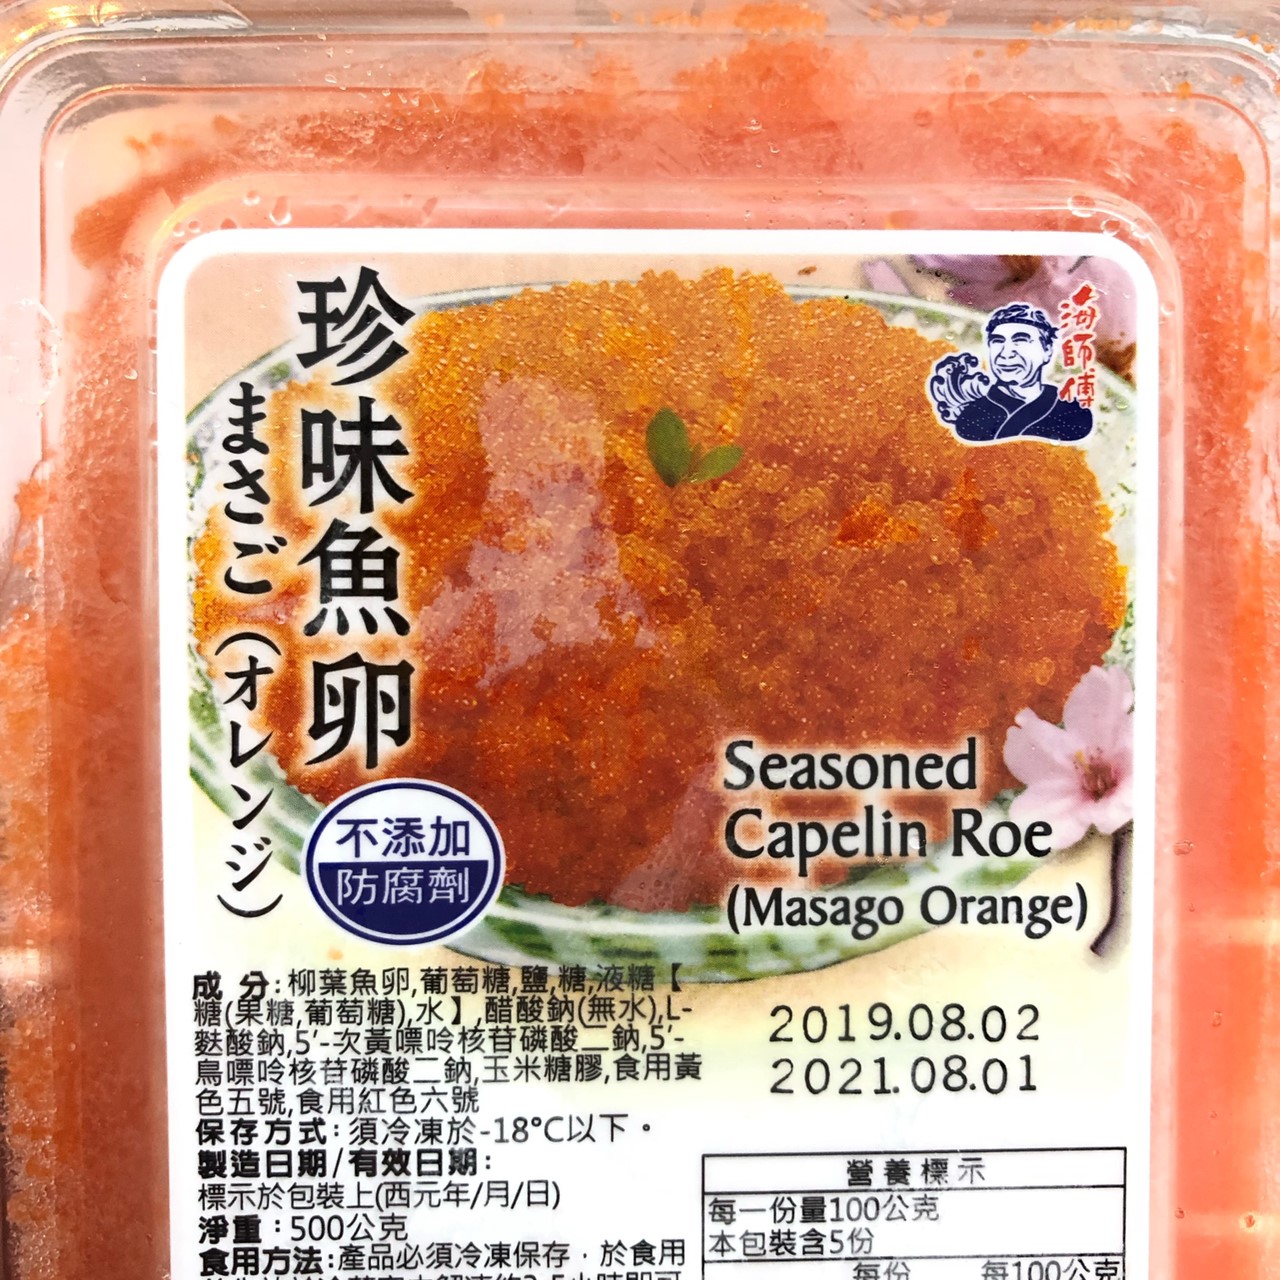 珍味魚卵
まさご(オレンジ)
海師傅
不添加
防腐劑
Seasoned
Capelin Roe
(Masago Orange)
成 分:柳葉魚卵,葡萄糖,鹽,糖,液糖【
糖(果糖,葡萄糖),水】,醋酸鈉(無水),L-
麩酸鈉,5'-次黃嘌呤核苷磷酸二鈉,5'-
鳥嘌呤核苷磷酸二鈉,玉米糖膠,食用黃
色五號,食用紅色六號
保存方式:須冷凍於-18°C以下。
製造日期/有效日期:
標示於包裝上(西元年/月/日)
淨重:500公克
食用方法:產品必須冷凍保存,於食用
2019.08.02
2021.08.01
營養標示
每一份量100公克
本包裝含5份
每份 每100公克